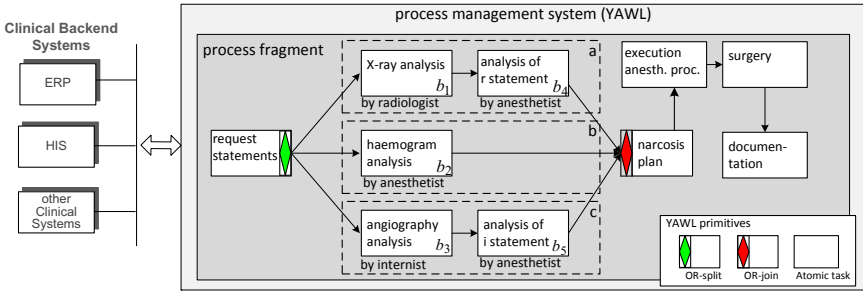 Clinical Backend
Systems
ERP
HIS
other
Clinical
Systems
process management system (YAWL)
process fragment
request
statements
a
X-ray analysis
b1
by radiologist
analysis of
r statement
b4
by anesthetist
b
haemogram
analysis
b2
by anesthetist
c
angiography
analysis
b3
by internist
analysis of
i statement
b5
by anesthetist
narcosis
plan
execution
anesth. proc.
surgery
documen-
tation
YAWL primitives
OR-split
OR-join
Atomic task